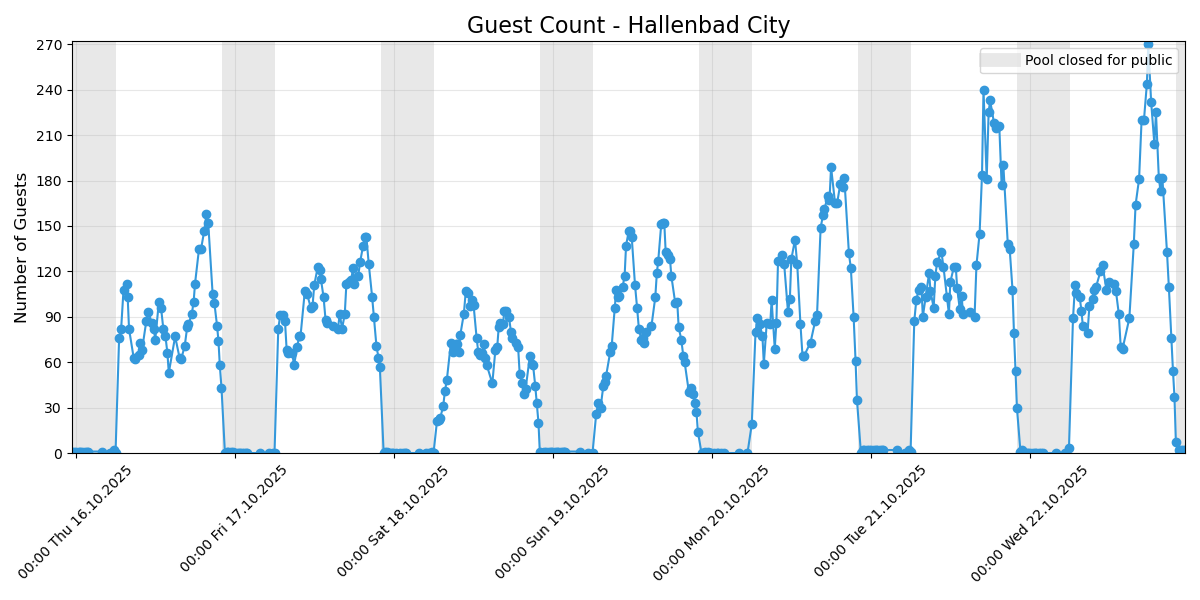 Guest Count - Hallenbad City
Pool closed for public
Number of Guests
270
240
210
180
150
120
90
60
30
0
00:00 Thu 16.10.2025
00:00 Fri 17.10.2025
00:00 Sat 18.10.2025
00:00 Sun 19.10.2025
00:00 Mon 20.10.2025
00:00 Tue 21.10.2025
00:00 Wed 22.10.2025